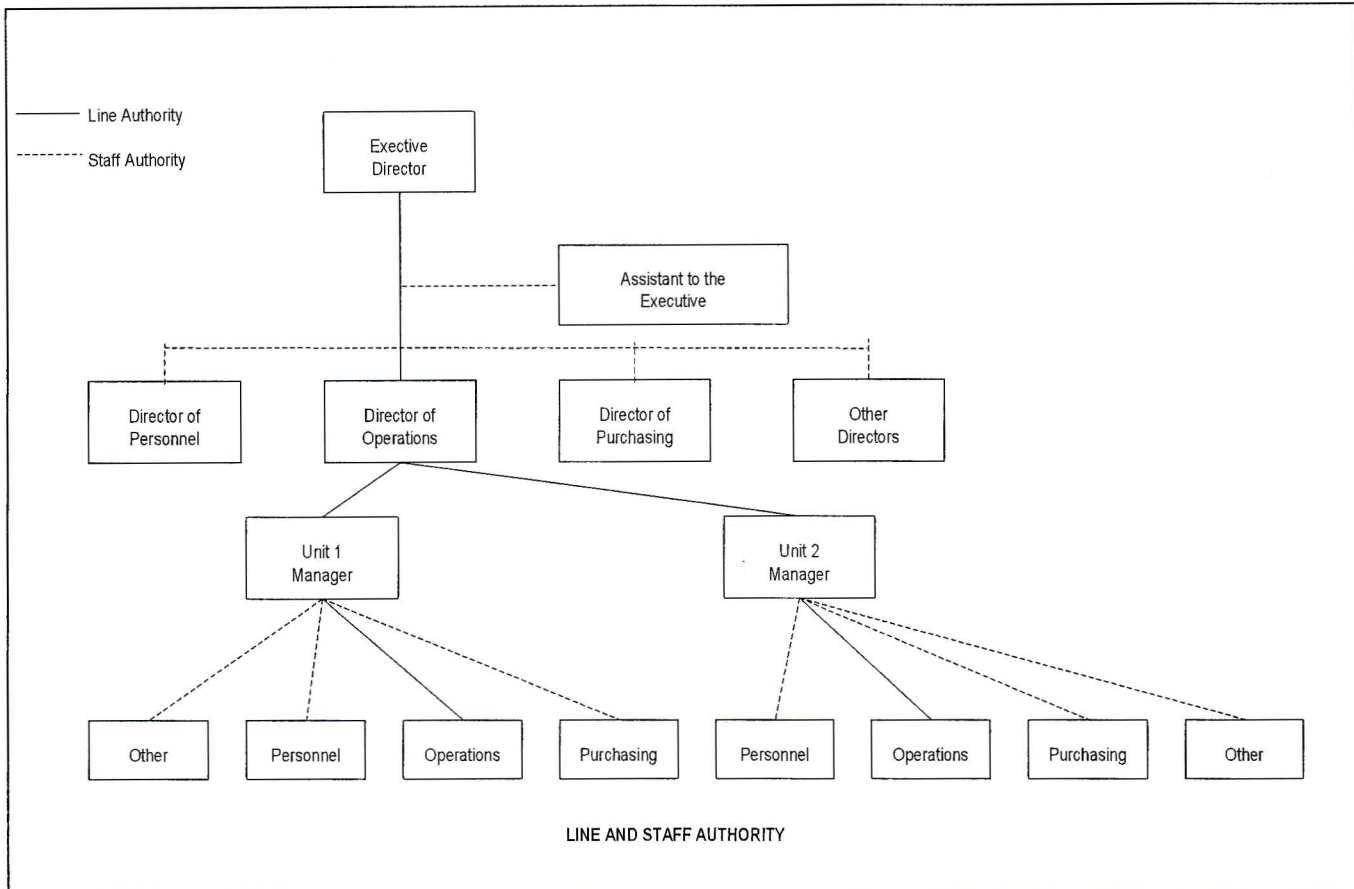 Line Authority
Staff Authority
Exective
Director
Assistant to the
Executive
Director of
Personnel
Director of
Operations
Director of
Purchasing
Other
Directors
Unit 1
Manager
Unit 2
Manager
Other
Personnel
Operations
Purchasing
Personnel
Operations
Purchasing
Other
LINE AND STAFF AUTHORITY